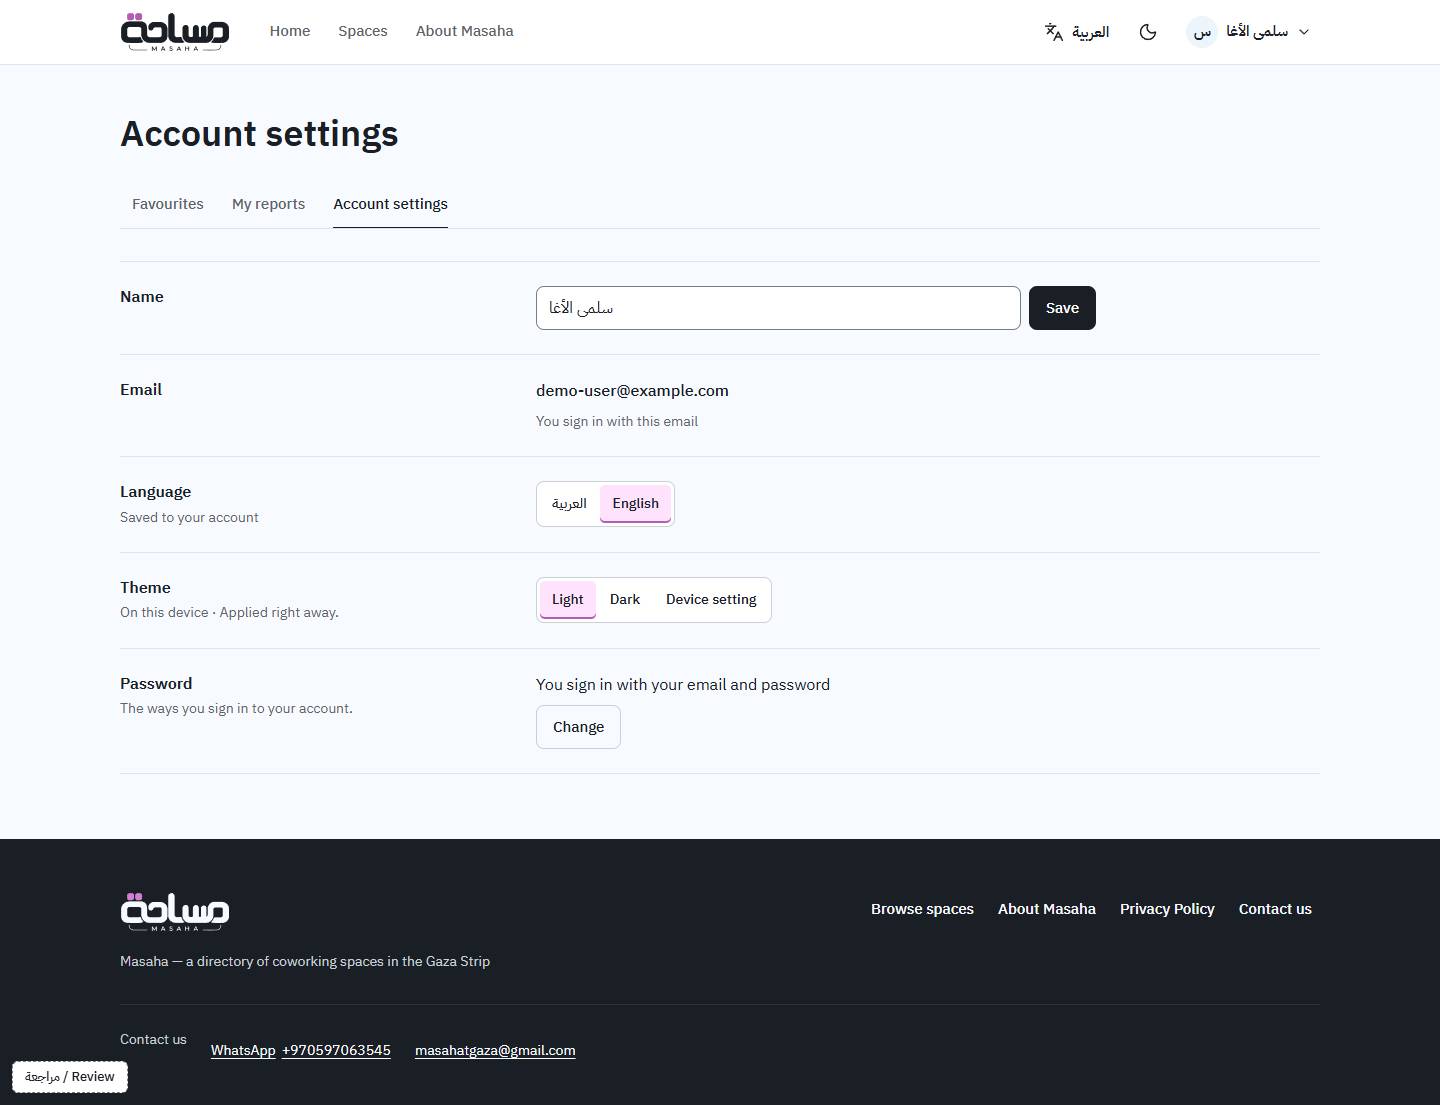 مساحة
MASAHA
Home
Spaces
About Masaha
العربية
س
سلمى الأغا
Account settings
Favourites
My reports
Account settings
Name
سلمى الأغا
Save
Email
demo-user@example.com
You sign in with this email
Language
Saved to your account
العربية
English
Theme
On this device · Applied right away.
Light
Dark
Device setting
Password
The ways you sign in to your account.
You sign in with your email and password
Change
مساحة
MASAHA
Browse spaces
About Masaha
Privacy Policy
Contact us
Masaha — a directory of coworking spaces in the Gaza Strip
Contact us
WhatsApp +970597063545
masahatgaza@gmail.com
مراجعة / Review